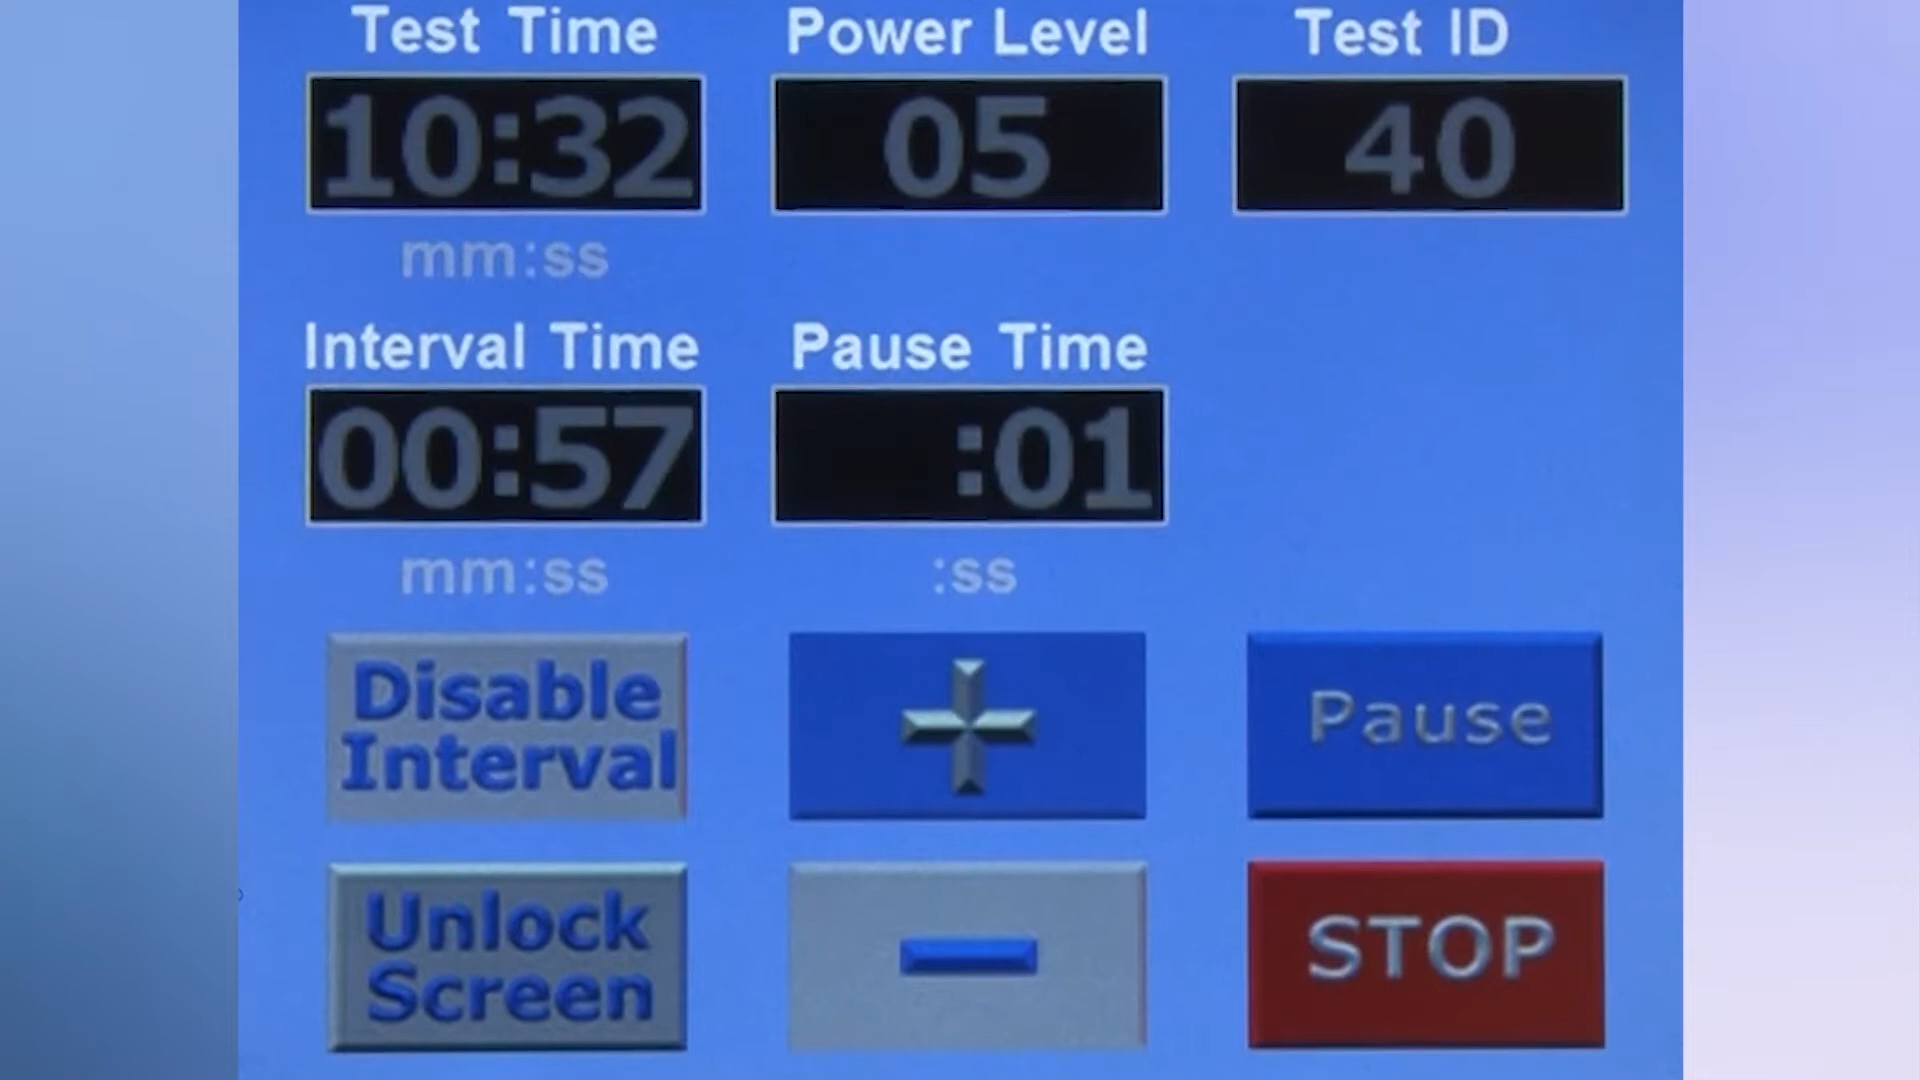 Test Time
Power Level
Test ID
10:32
05
40
mm:ss
Interval Time
Pause Time
00:57
:01
mm:ss
:ss
Disable
Interval
+
Pause
Unlock
Screen
-
STOP